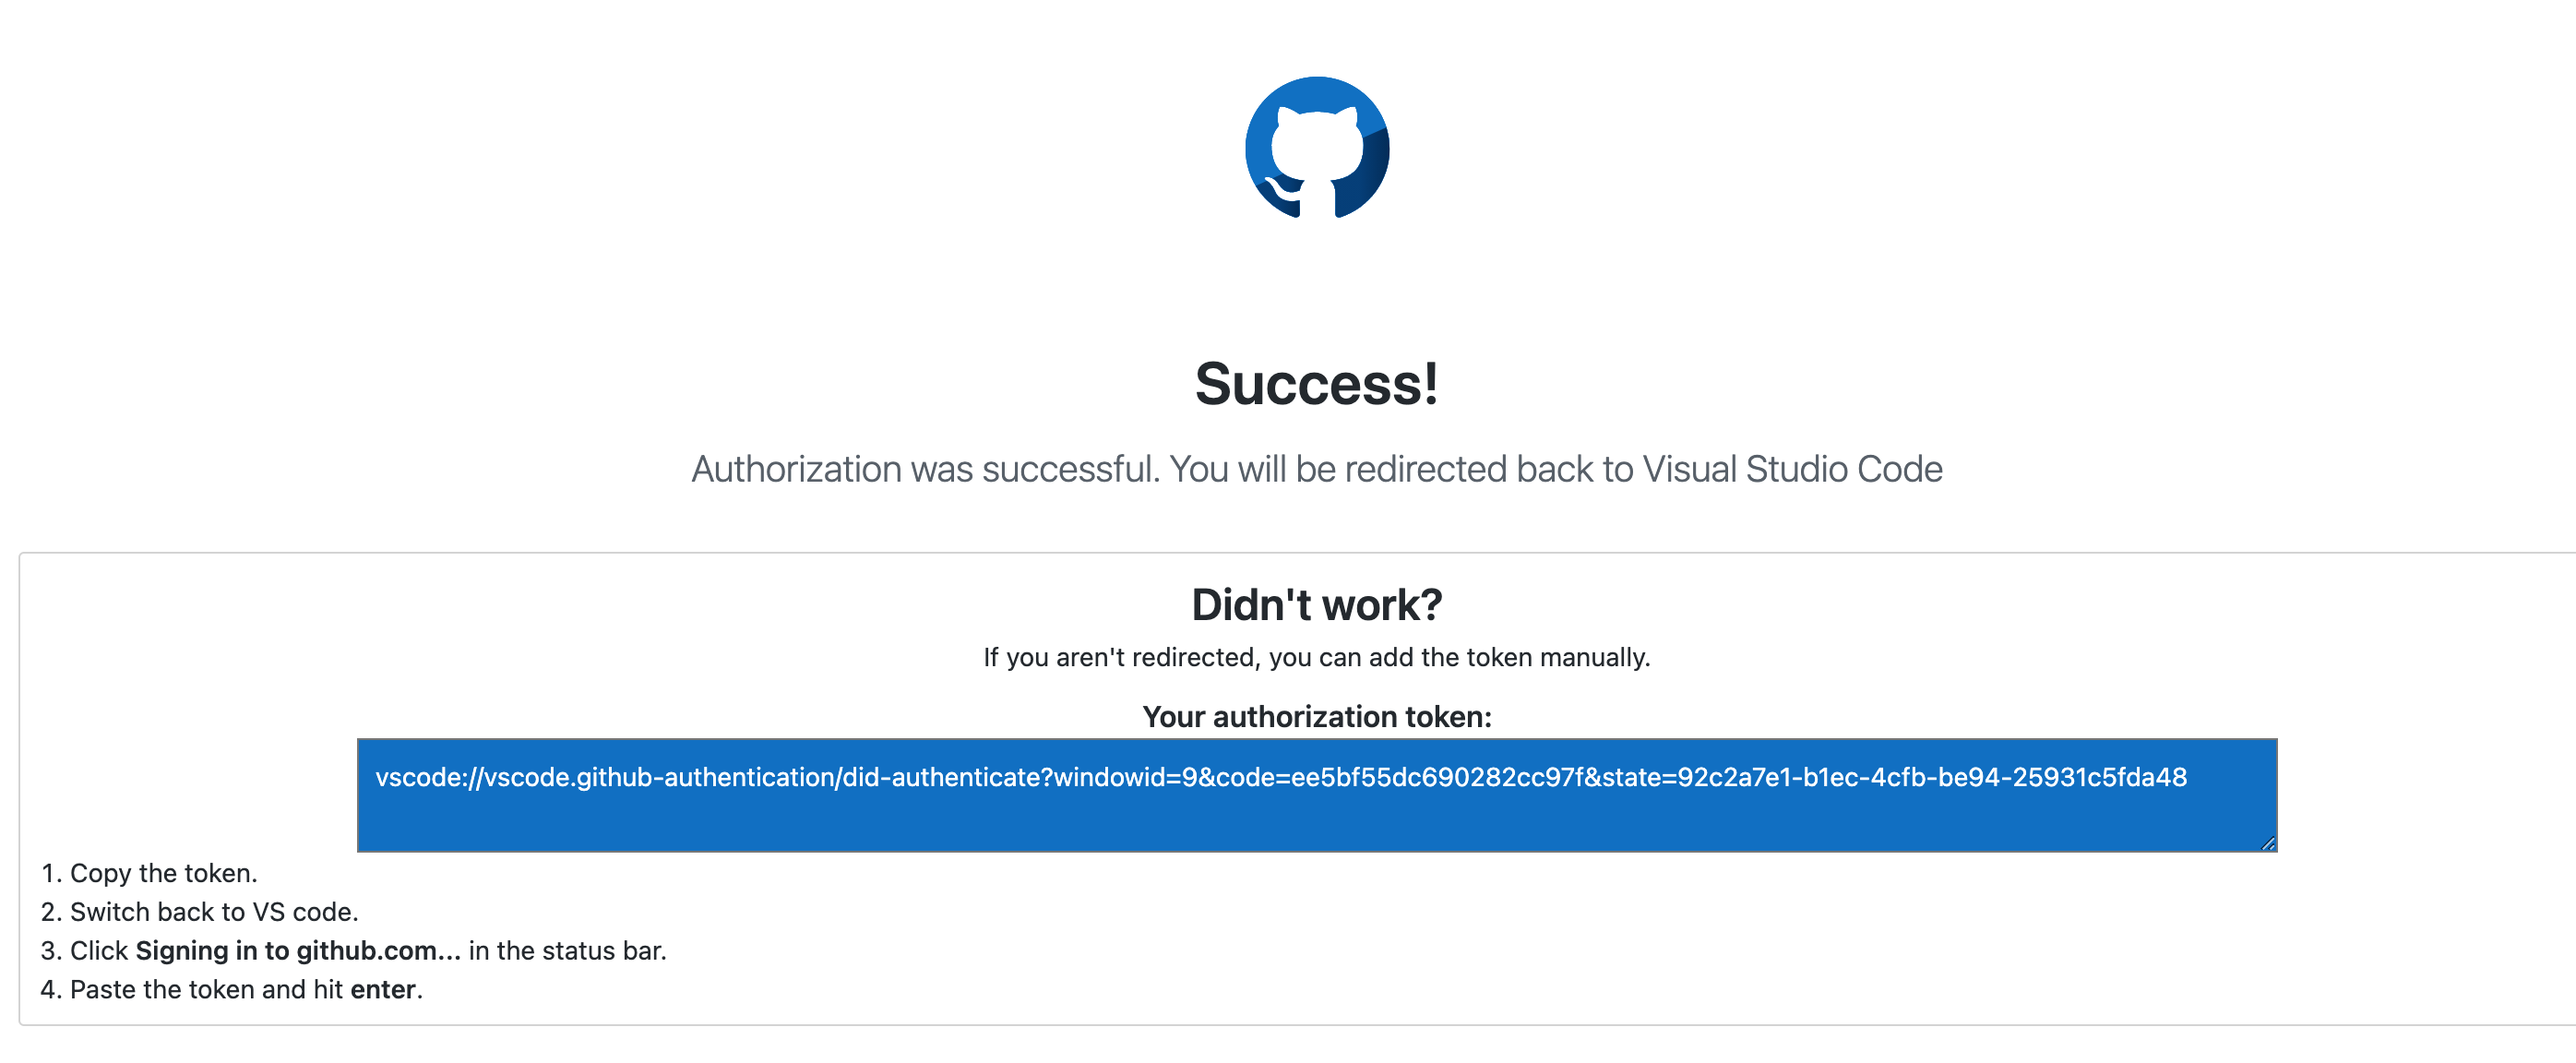 Success!
Authorization was successful. You will be redirected back to Visual Studio Code
Didn't work?
If you aren't redirected, you can add the token manually.
Your authorization token:
vscode://vscode.github-authentication/did-authenticate?windowid=9&code=ee5bf55dc690282cc97f&state=92c2a7e1-b1ec-4cfb-be94-25931c5fda48
1. Copy the token.
2. Switch back to VS code.
3. Click Signing in to github.com... in the status bar.
4. Paste the token and hit enter.